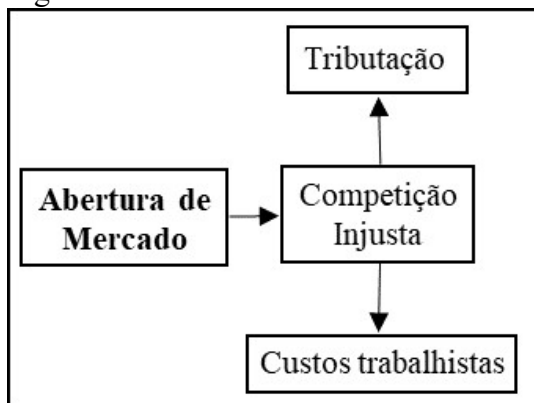 Tributação
Abertura de
Mercado
Competição
Injusta
Custos trabalhistas